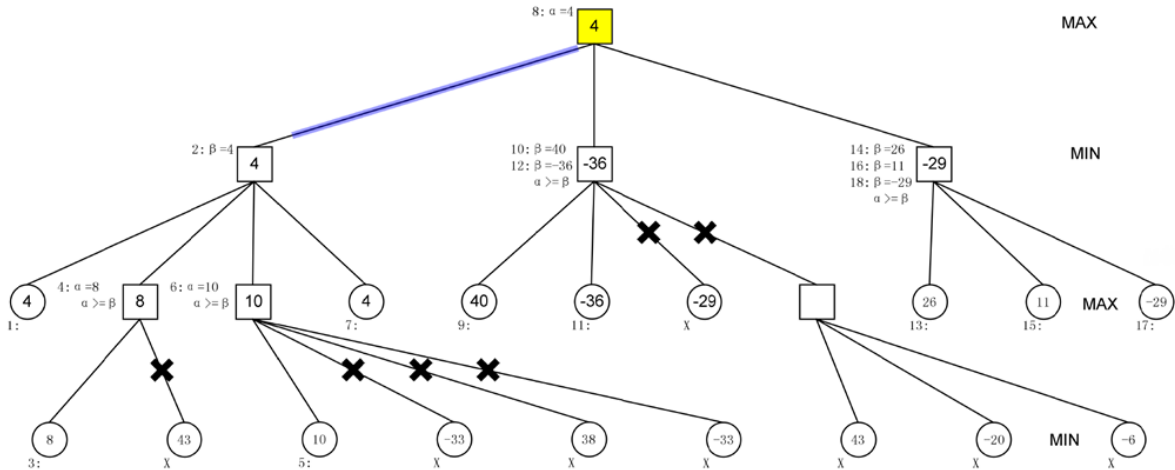 8: α=4
4
MAX
2: β=4
4
10: β=40
12: β=-36
α >= β
-36
14: β=26
16: β=11
18: β=-29
α >= β
-29
MIN
4
4: α=8
α >= β
8
6: α=10
α >= β
10
4
40
-36
-29
26
11
MAX
-29
1:
7:
9:
11:
X
13:
15:
17:
8
43
10
-33
38
-33
43
-20
MIN
-6
3:
X
5:
X
X
X
X
X
X